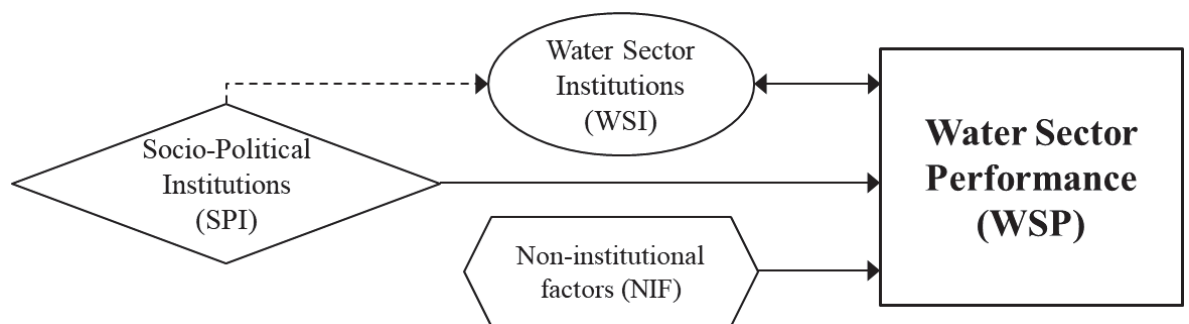 Water Sector
Institutions
(WSI)
Socio-Political
Institutions
(SPI)
Non-institutional
factors (NIF)
Water Sector
Performance
(WSP)